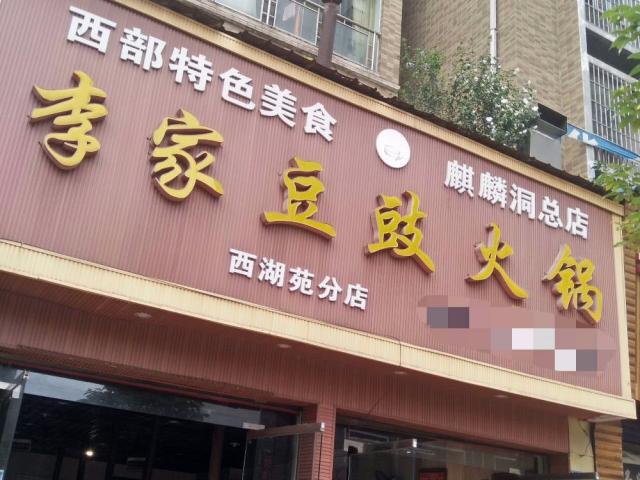 西部特色美食
李家豆豉火锅
麒麟洞总店
西湖苑分店